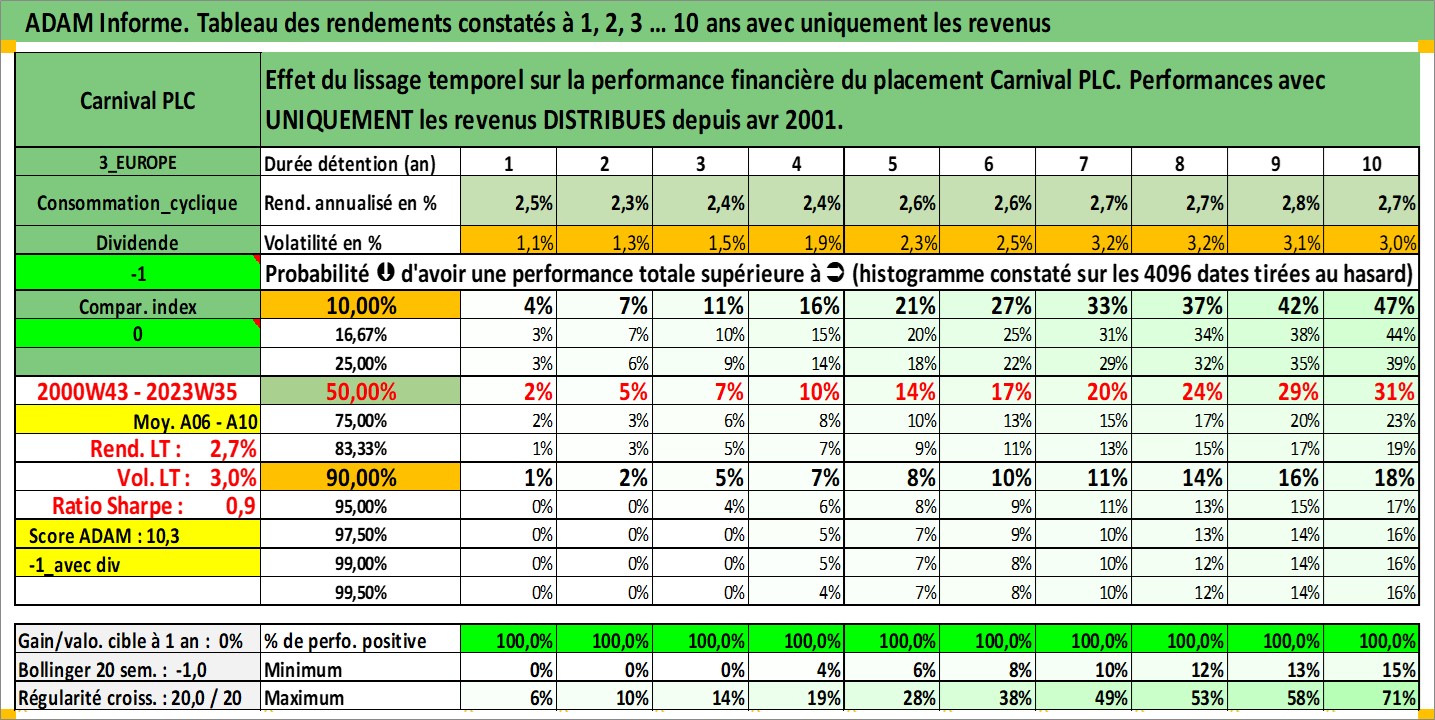 ADAM Informe. Tableau des rendements constatés à 1, 2, 3 ... 10 ans avec uniquement les revenus
Carnival PLC
Effet du lissage temporel sur la performance financière du placement Carnival PLC. Performances avec
UNIQUEMENT les revenus DISTRIBUES depuis avr 2001.
3_EUROPE Durée détention (an) 1 2 3 4 5 6 7 8 9 10
Consommation_cyclique Rend. annualisé en % 2,5% 2,3% 2,4% 2,4% 2,6% 2,6% 2,7% 2,7% 2,8% 2,7%
Dividende Volatilité en % 1,1% 1,3% 1,5% 1,9% 2,3% 2,5% 3,2% 3,2% 3,1% 3,0%
-1 Probabilité ⮋ d'avoir une performance totale supérieure à ➲ (histogramme constaté sur les 4096 dates tirées au hasard)
Compar. index 10,00% 4% 7% 11% 16% 21% 27% 33% 37% 42% 47%
0 16,67% 3% 7% 10% 15% 20% 25% 31% 34% 38% 44%
25,00% 3% 6% 9% 14% 18% 22% 29% 32% 35% 39%
2000W43 - 2023W35 50,00% 2% 5% 7% 10% 14% 17% 20% 24% 29% 31%
Moy. A06 - A10 75,00% 2% 3% 6% 8% 10% 13% 15% 17% 20% 23%
Rend. LT : 2,7% 83,33% 1% 3% 5% 7% 9% 11% 13% 15% 17% 19%
Vol. LT : 3,0% 90,00% 1% 2% 5% 7% 8% 10% 11% 14% 16% 18%
Ratio Sharpe : 0,9 95,00% 0% 0% 4% 6% 8% 9% 11% 13% 15% 17%
Score ADAM : 10,3 97,50% 0% 0% 0% 5% 7% 9% 10% 13% 14% 16%
-1_avec div 99,00% 0% 0% 0% 5% 7% 8% 10% 12% 14% 16%
99,50% 0% 0% 0% 4% 7% 8% 10% 12% 14% 16%
Gain/valo. cible à 1 an : 0% % de perfo. positive 100,0% 100,0% 100,0% 100,0% 100,0% 100,0% 100,0% 100,0% 100,0% 100,0%
Bollinger 20 sem. : -1,0 Minimum 0% 0% 0% 4% 6% 8% 10% 12% 13% 15%
Régularité croiss. : 20,0 / 20 Maximum 6% 10% 14% 19% 28% 38% 49% 53% 58% 71%